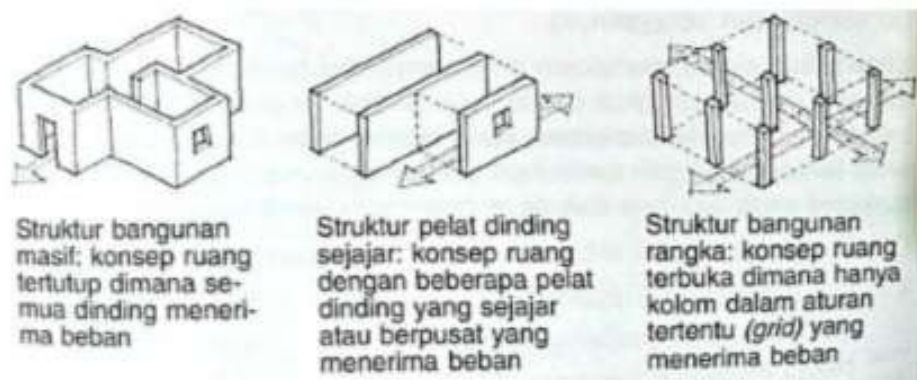 Struktur bangunan
masif: konsep ruang
tertutup dimana se-
mua dinding meneri-
ma beban
Struktur pelat dinding
sejajar: konsep ruang
dengan beberapa pelat
dinding yang sejajar
atau berpusat yang
menerima beban
Struktur bangunan
rangka: konsep ruang
terbuka dimana hanya
kolom dalam aturan
tertentu (grid) yang
menerima beban